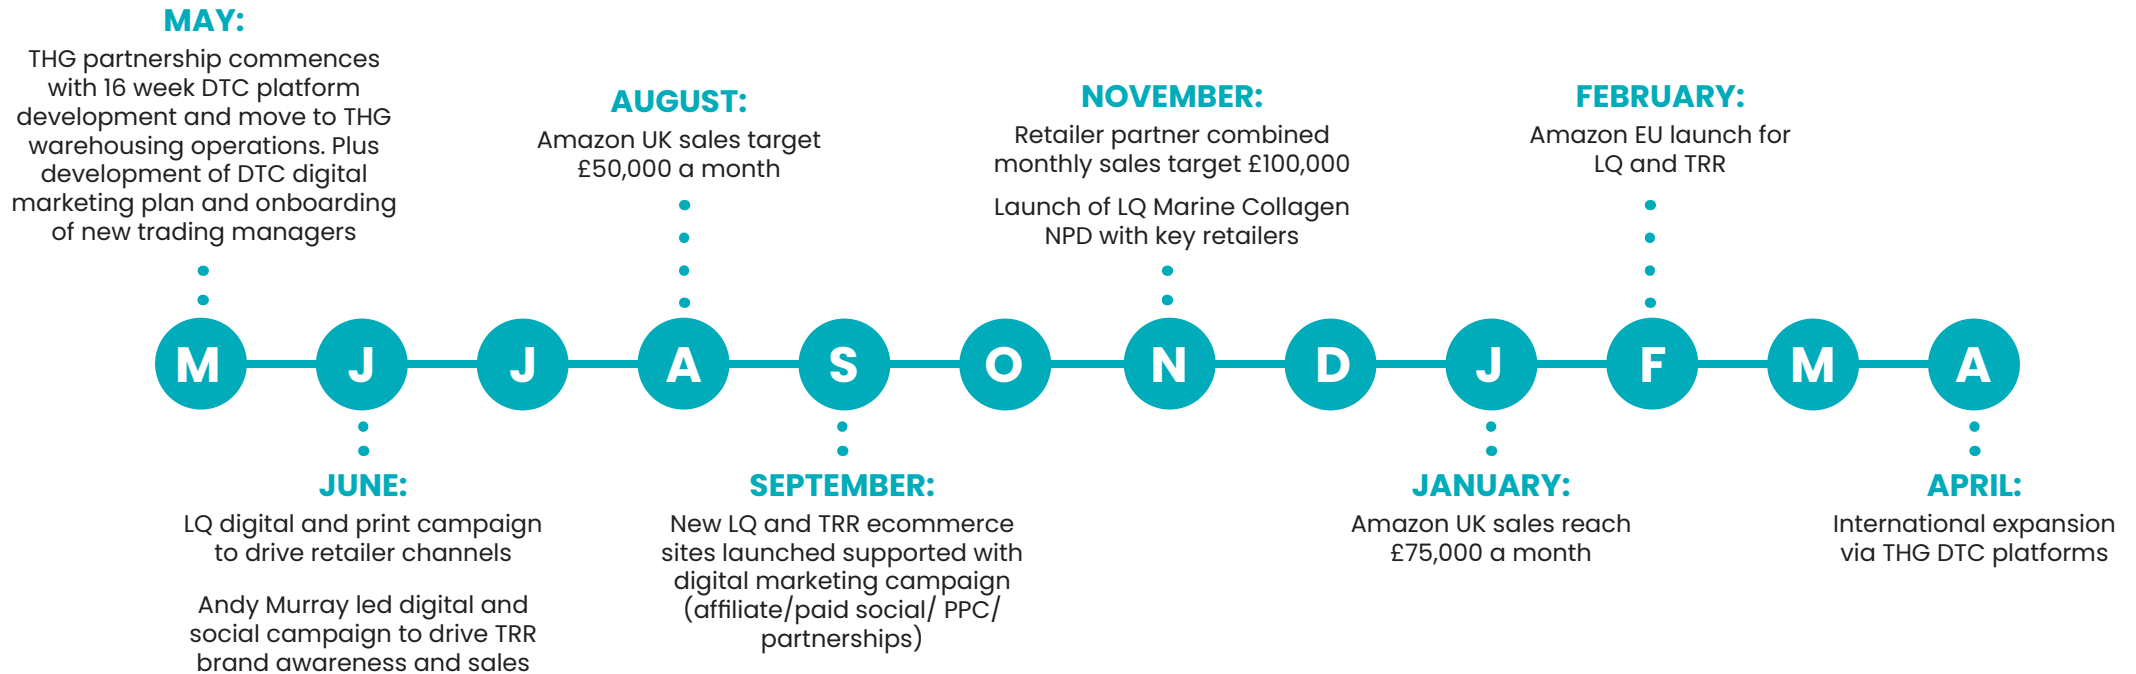 MAY:
THG partnership commences
with 16 week DTC platform
development and move to THG
warehousing operations. Plus
development of DTC digital
marketing plan and onboarding
of new trading managers
AUGUST:
Amazon UK sales target
£50,000 a month
NOVEMBER:
Retailer partner combined
monthly sales target £100,000
Launch of LQ Marine Collagen
NPD with key retailers
FEBRUARY:
Amazon EU launch for
LQ and TRR
M J J A S O N D J F M A
JUNE:
LQ digital and print campaign
to drive retailer channels
Andy Murray led digital and
social campaign to drive TRR
brand awareness and sales
SEPTEMBER:
New LQ and TRR ecommerce
sites launched supported with
digital marketing campaign
(affiliate/paid social/ PPC/
partnerships)
JANUARY:
Amazon UK sales reach
£75,000 a month
APRIL:
International expansion
via THG DTC platforms